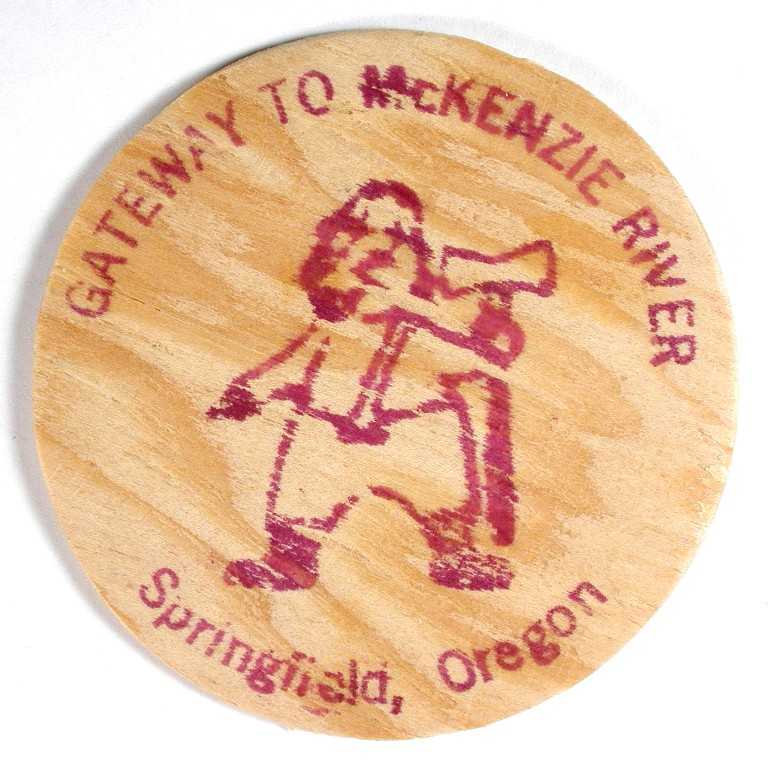 GATEWAY TO McKENZIE RIVER
Springfield, Oregon